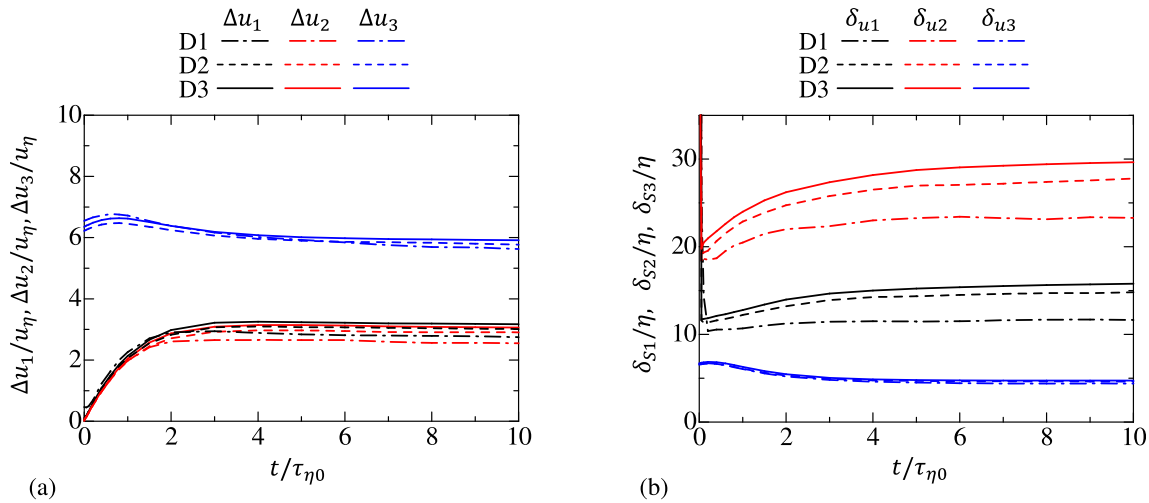 Δu₁ Δu₂ Δu₃
D1
D2
D3
Δu₁/uη, Δu₂/uη, Δu₃/uη
10
8
6
4
2
0
0 2 4 6 8 10
t/τη0
(a)
δu1 δu2 δu3
D1
D2
D3
δS1/η, δS2/η, δS3/η
30
20
10
0
0 2 4 6 8 10
t/τη0
(b)